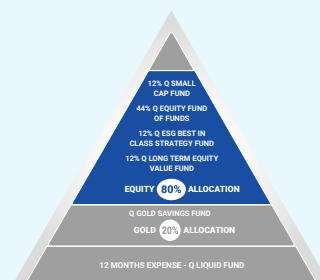 12% Q SMALL
CAP FUND
44% Q EQUITY FUND
OF FUNDS
12% Q ESG BEST IN
CLASS STRATEGY FUND
12% Q LONG TERM EQUITY
VALUE FUND
EQUITY 80% ALLOCATION
Q GOLD SAVINGS FUND
GOLD 20% ALLOCATION
12 MONTHS EXPENSE - Q LIQUID FUND